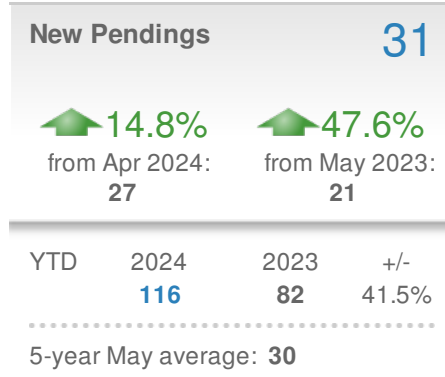 New Pendings 31
14.8% 47.6%
from Apr 2024: from May 2023:
27 21
YTD 2024 2023 +/-
116 82 41.5%
5-year May average: 30